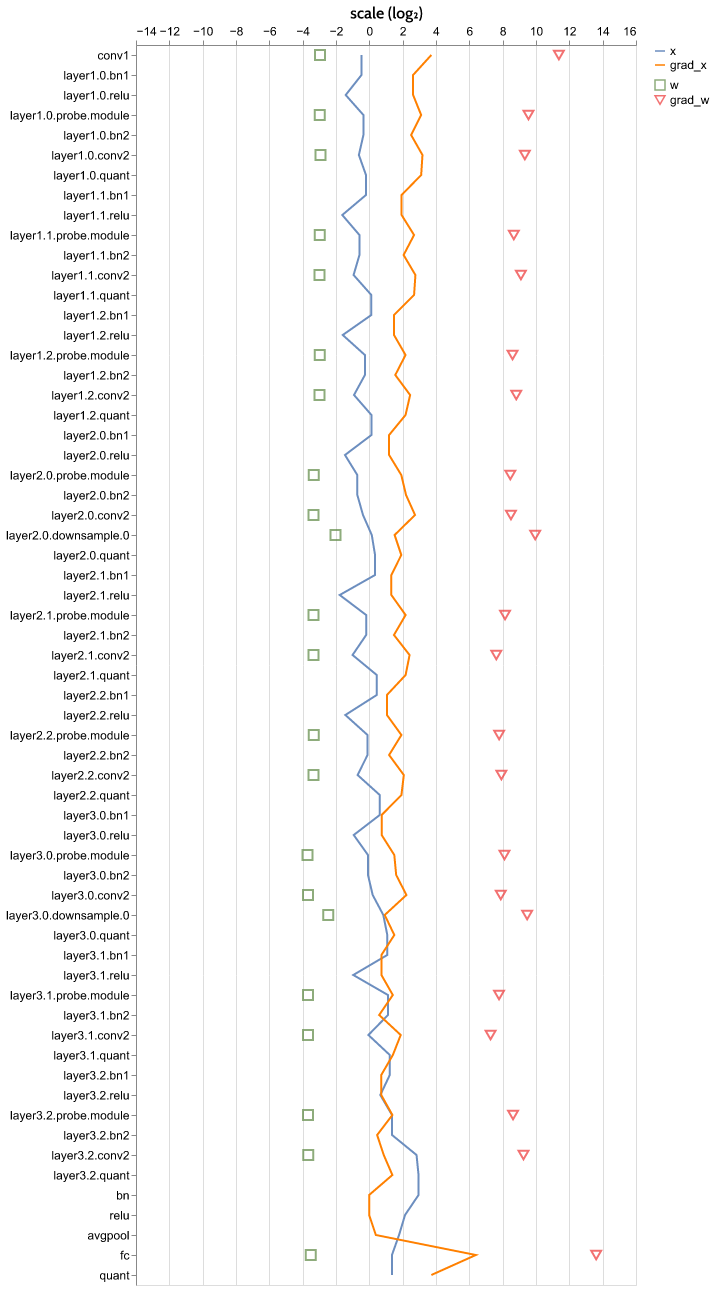 scale (log₂)
−14 −12 −10 −8 −6 −4 −2 0 2 4 6 8 10 12 14 16
x
grad_x
w
grad_w
conv1
layer1.0.bn1
layer1.0.relu
layer1.0.probe.module
layer1.0.bn2
layer1.0.conv2
layer1.0.quant
layer1.1.bn1
layer1.1.relu
layer1.1.probe.module
layer1.1.bn2
layer1.1.conv2
layer1.1.quant
layer1.2.bn1
layer1.2.relu
layer1.2.probe.module
layer1.2.bn2
layer1.2.conv2
layer1.2.quant
layer2.0.bn1
layer2.0.relu
layer2.0.probe.module
layer2.0.bn2
layer2.0.conv2
layer2.0.downsample.0
layer2.0.quant
layer2.1.bn1
layer2.1.relu
layer2.1.probe.module
layer2.1.bn2
layer2.1.conv2
layer2.1.quant
layer2.2.bn1
layer2.2.relu
layer2.2.probe.module
layer2.2.bn2
layer2.2.conv2
layer2.2.quant
layer3.0.bn1
layer3.0.relu
layer3.0.probe.module
layer3.0.bn2
layer3.0.conv2
layer3.0.downsample.0
layer3.0.quant
layer3.1.bn1
layer3.1.relu
layer3.1.probe.module
layer3.1.bn2
layer3.1.conv2
layer3.1.quant
layer3.2.bn1
layer3.2.relu
layer3.2.probe.module
layer3.2.bn2
layer3.2.conv2
layer3.2.quant
bn
relu
avgpool
fc
quant